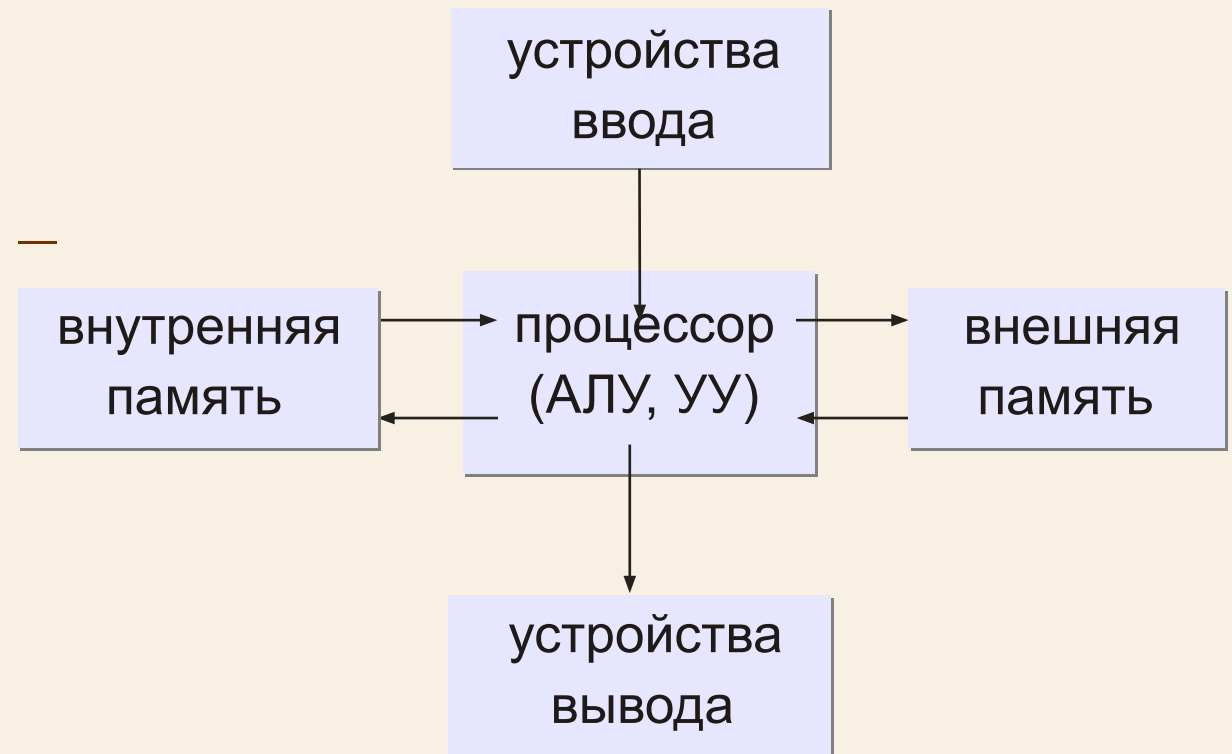 устройства
ввода
внутренняя
память
процессор
(АЛУ, УУ)
внешняя
память
устройства
вывода